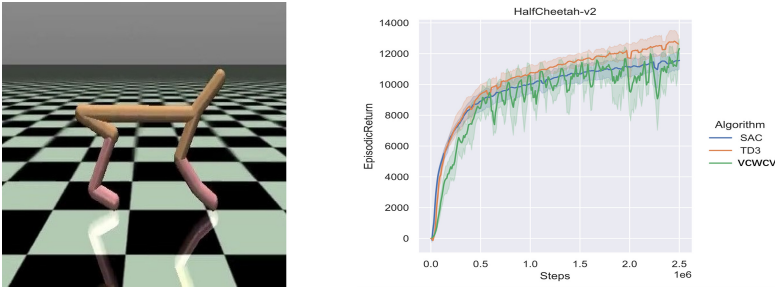 HalfCheetah-v2
14000
12000
10000
8000
6000
4000
2000
0
EpisodicReturn
0.0 0.5 1.0 1.5 2.0 2.5
1e6
Steps
Algorithm
SAC
TD3
VCWCV